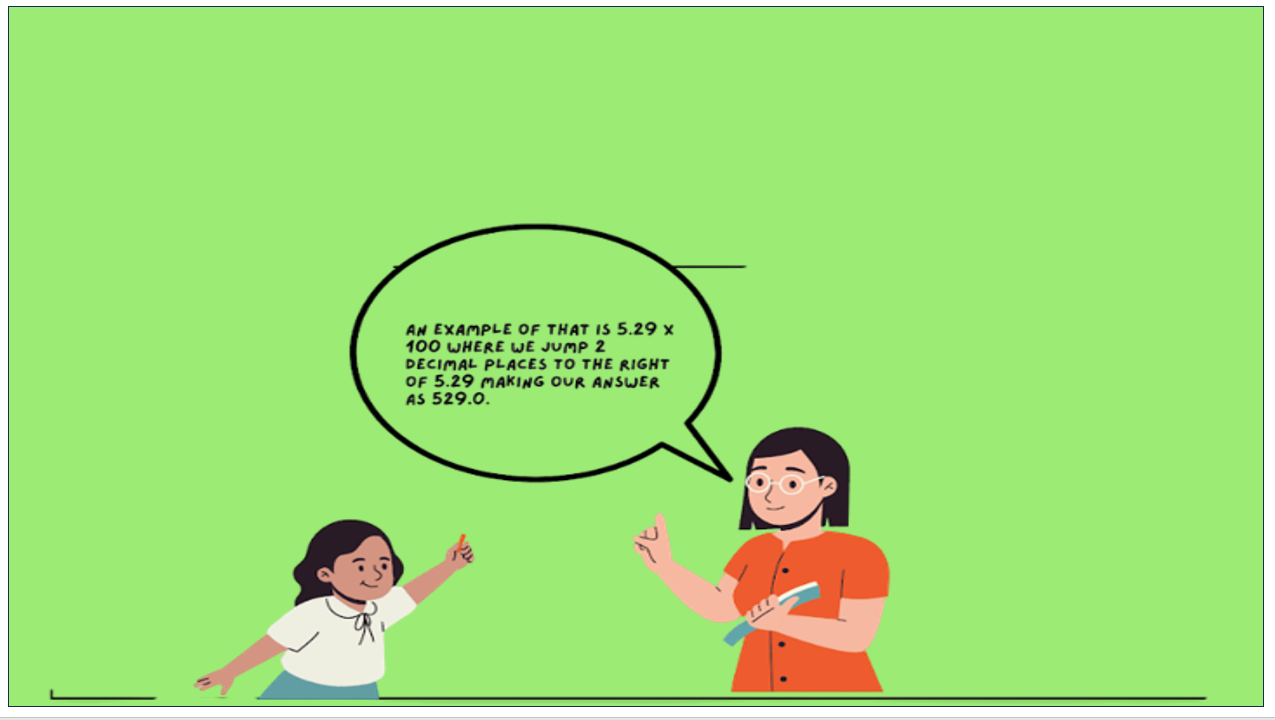 AN EXAMPLE OF THAT IS 5.29 X
100 WHERE WE JUMP 2
DECIMAL PLACES TO THE RIGHT
OF 5.29 MAKING OUR ANSWER
AS 529.0.